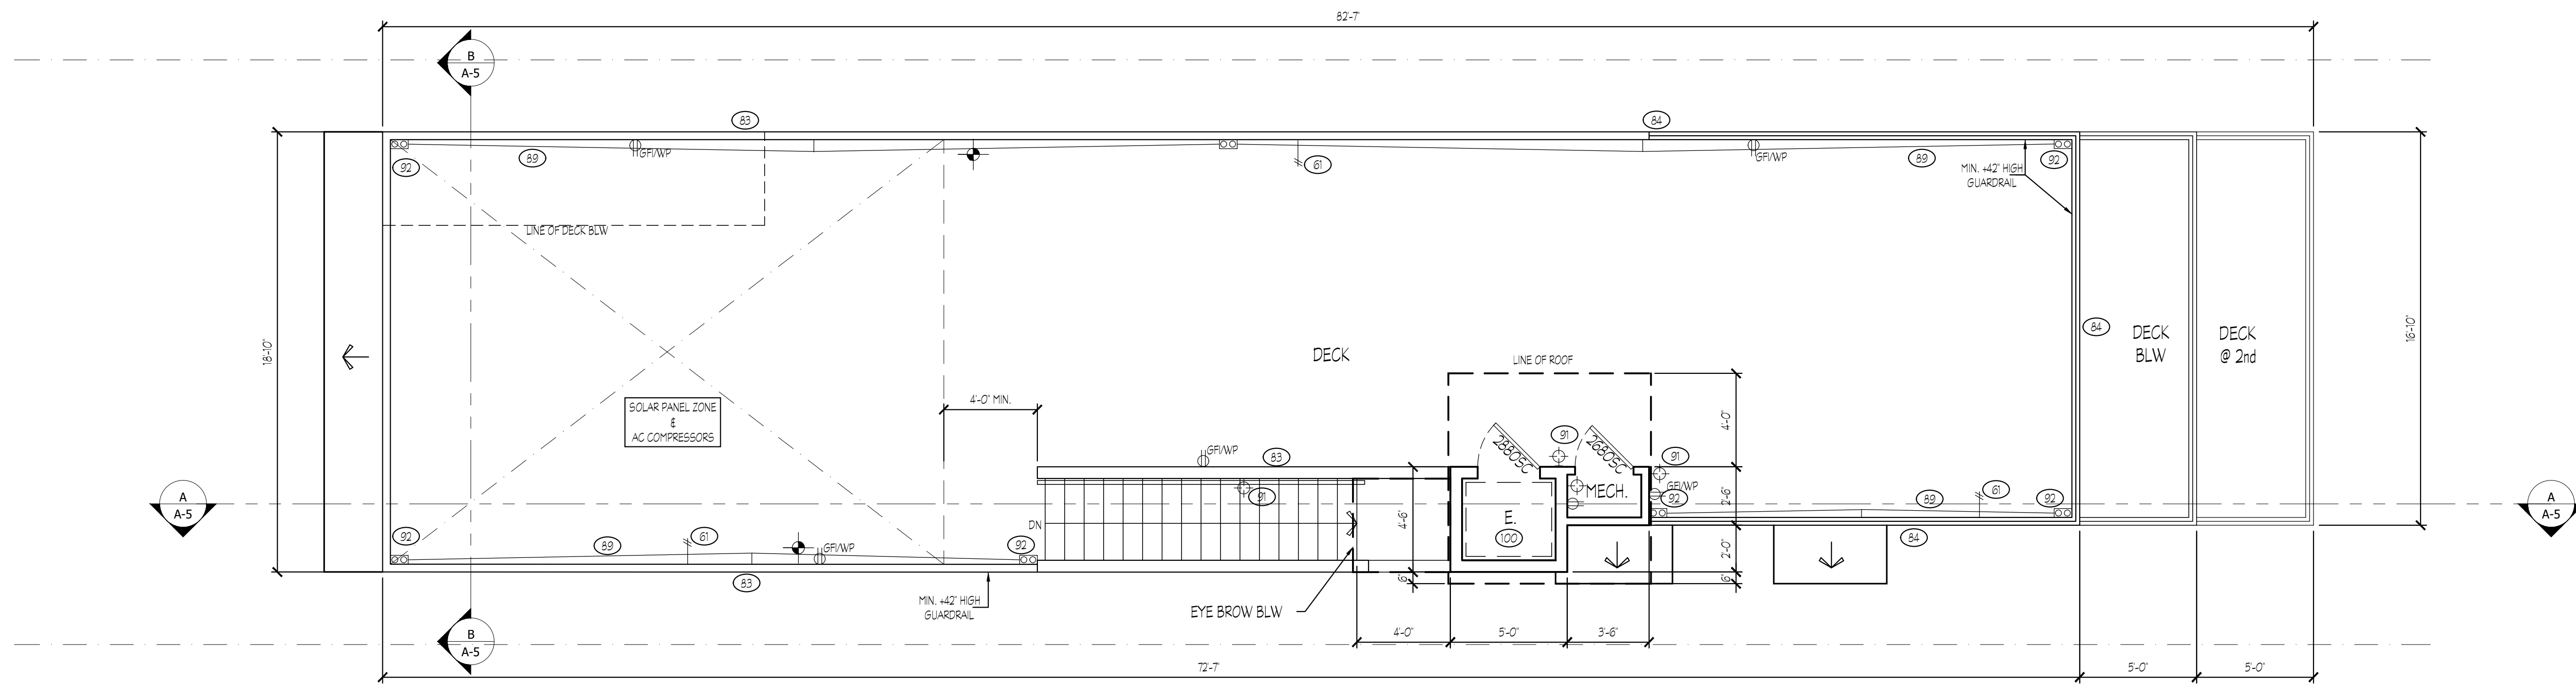 82'-7"
B
A-5
83
84
89
GFI/WP
92
61
GFI/WP
89
92
MIN. +42" HIGH
GUARDRAIL
LINE OF DECK BLW
18'-10"
16'-10"
84
DECK
BLW
DECK
@ 2nd
DECK
LINE OF ROOF
SOLAR PANEL ZONE
&
AC COMPRESSORS
4'-0" MIN.
4'-0"
GFI/WP
83
2880SC
91
2680SC
91
A
A-5
91
MECH.
GFI/WP
92
2'-6"
89
61
92
A
A-5
DN
4'-6"
E.
100
92
89
61
GFI/WP
92
2'-0"
84
83
6"
6"
MIN. +42" HIGH
GUARDRAIL
EYE BROW BLW
B
A-5
4'-0"
5'-0"
3'-6"
72'-7"
5'-0"
5'-0"